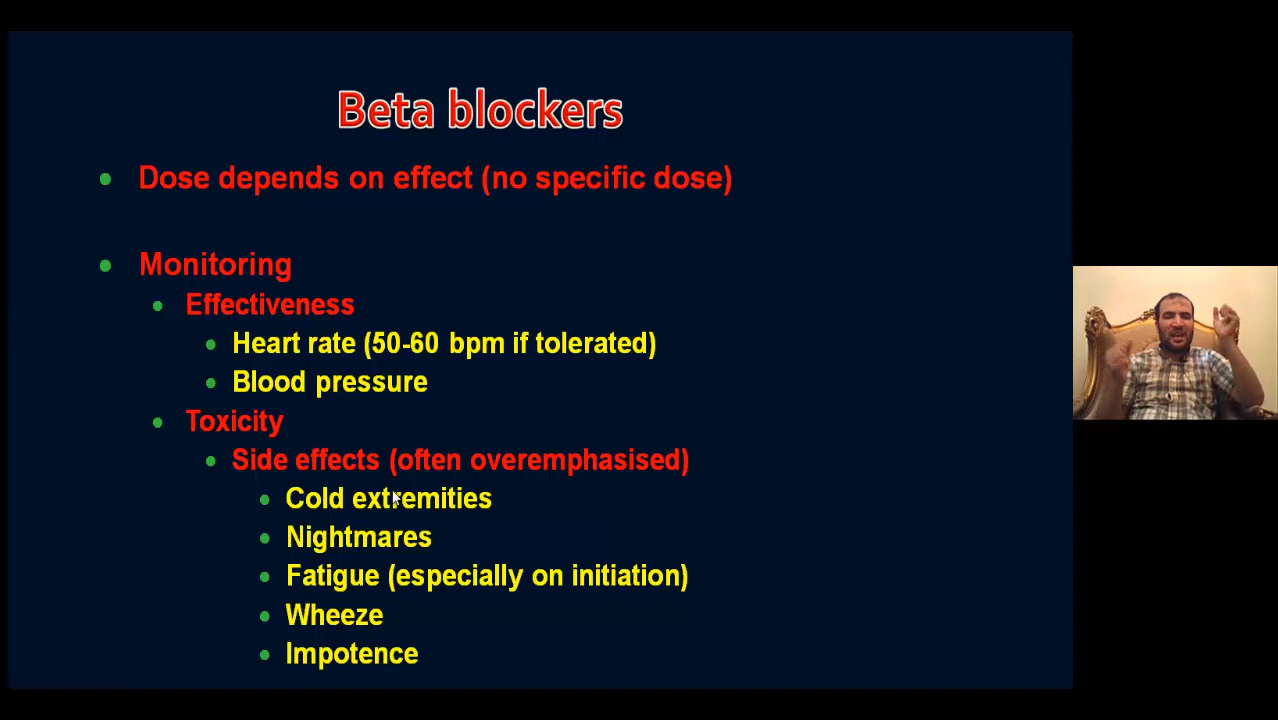 Beta blockers
Dose depends on effect (no specific dose)
Monitoring
Effectiveness
Heart rate (50-60 bpm if tolerated)
Blood pressure
Toxicity
Side effects (often overemphasised)
Cold extremities
Nightmares
Fatigue (especially on initiation)
Wheeze
Impotence